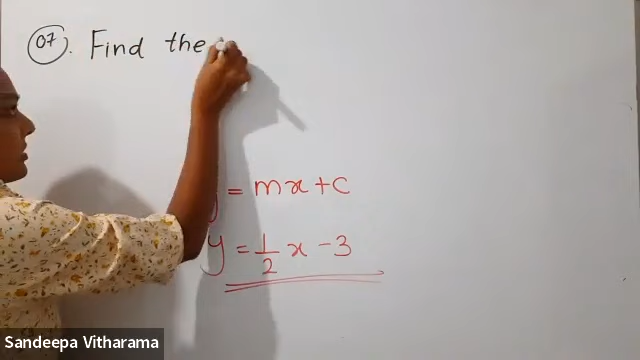 07. Find the
y = mx + c
y = 1/2 x - 3
Sandeepa Vitharama